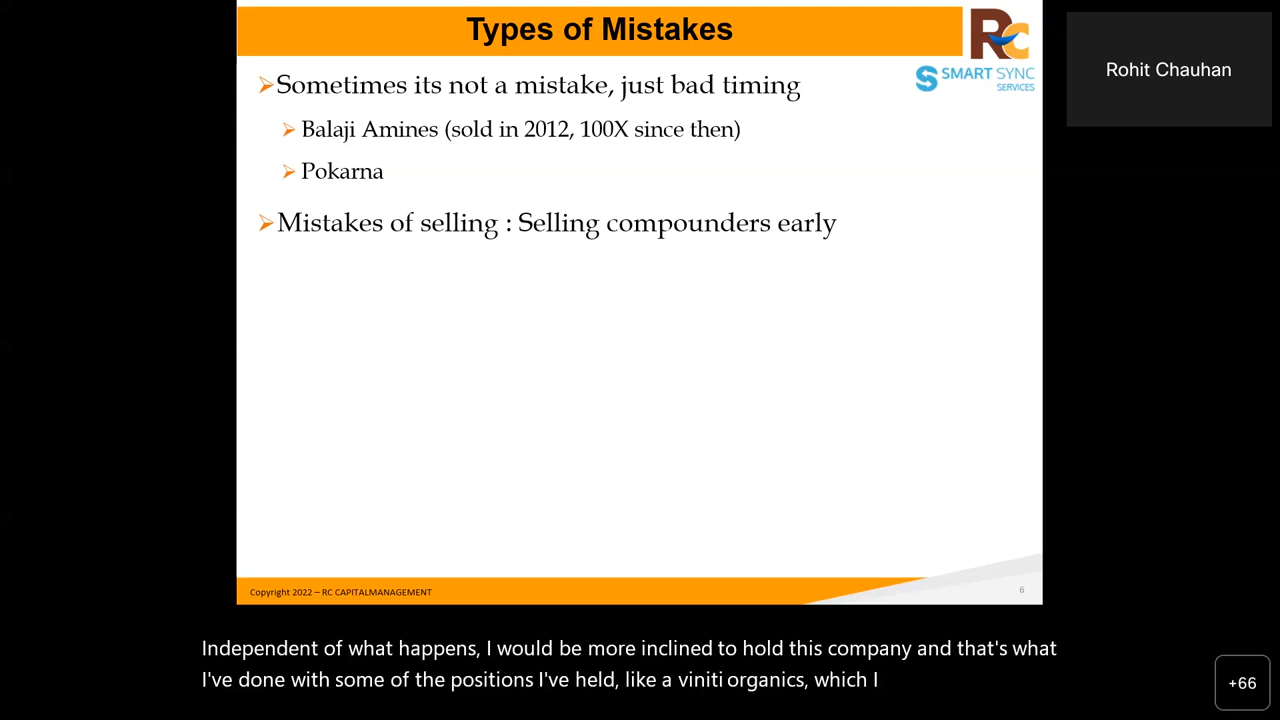 Types of Mistakes
RC
SMART SYNC
SERVICES
Rohit Chauhan
Sometimes its not a mistake, just bad timing
Balaji Amines (sold in 2012, 100X since then)
Pokarna
Mistakes of selling : Selling compounders early
Copyright 2022 – RC CAPITALMANAGEMENT
6
Independent of what happens, I would be more inclined to hold this company and that's what
I've done with some of the positions I've held, like a viniti organics, which I
+66